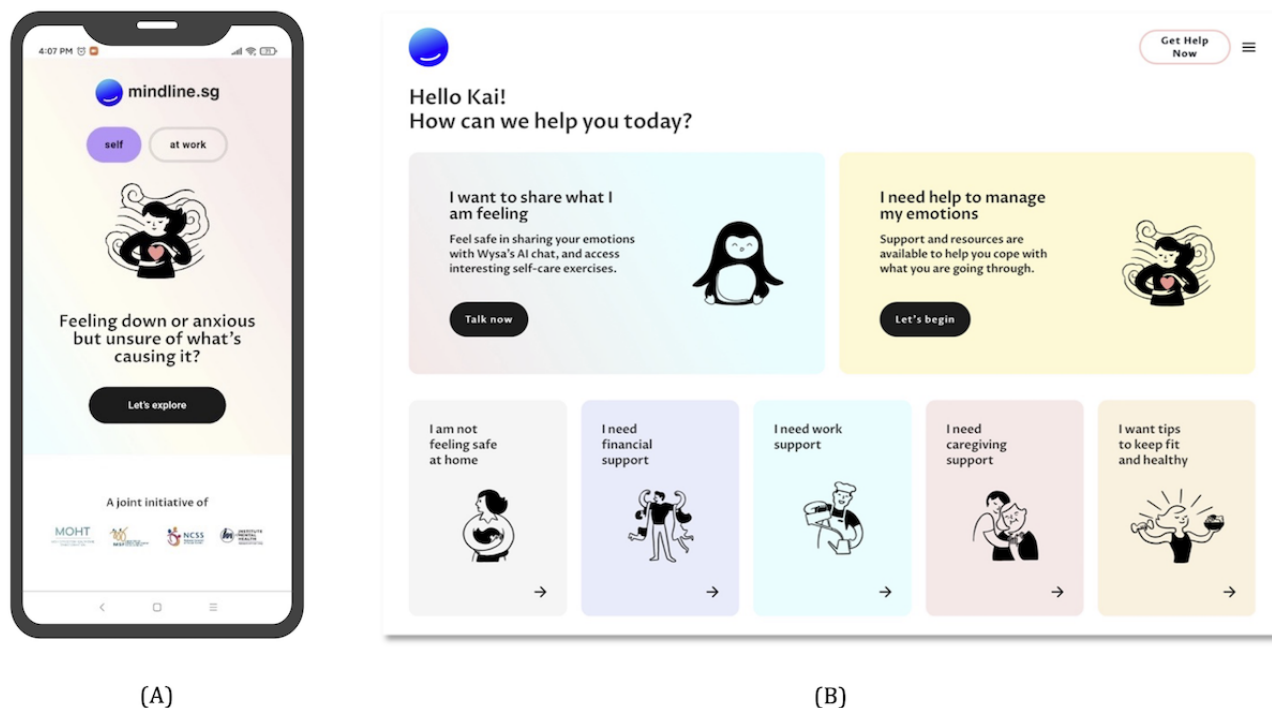 4:07 PM
mindline.sg
self
at work
Feeling down or anxious
but unsure of what's
causing it?
Let's explore
A joint initiative of
MOHT
NCSS
INSTITUTE
MENTAL
HEALTH
(A)
Get Help
Now
Hello Kai!
How can we help you today?
I want to share what I
am feeling
Feel safe in sharing your emotions
with Wysa's AI chat, and access
interesting self-care exercises.
Talk now
I need help to manage
my emotions
Support and resources are
available to help you cope with
what you are going through.
Let's begin
I am not
feeling safe
at home
I need
financial
support
I need work
support
I need
caregiving
support
I want tips
to keep fit
and healthy
(B)